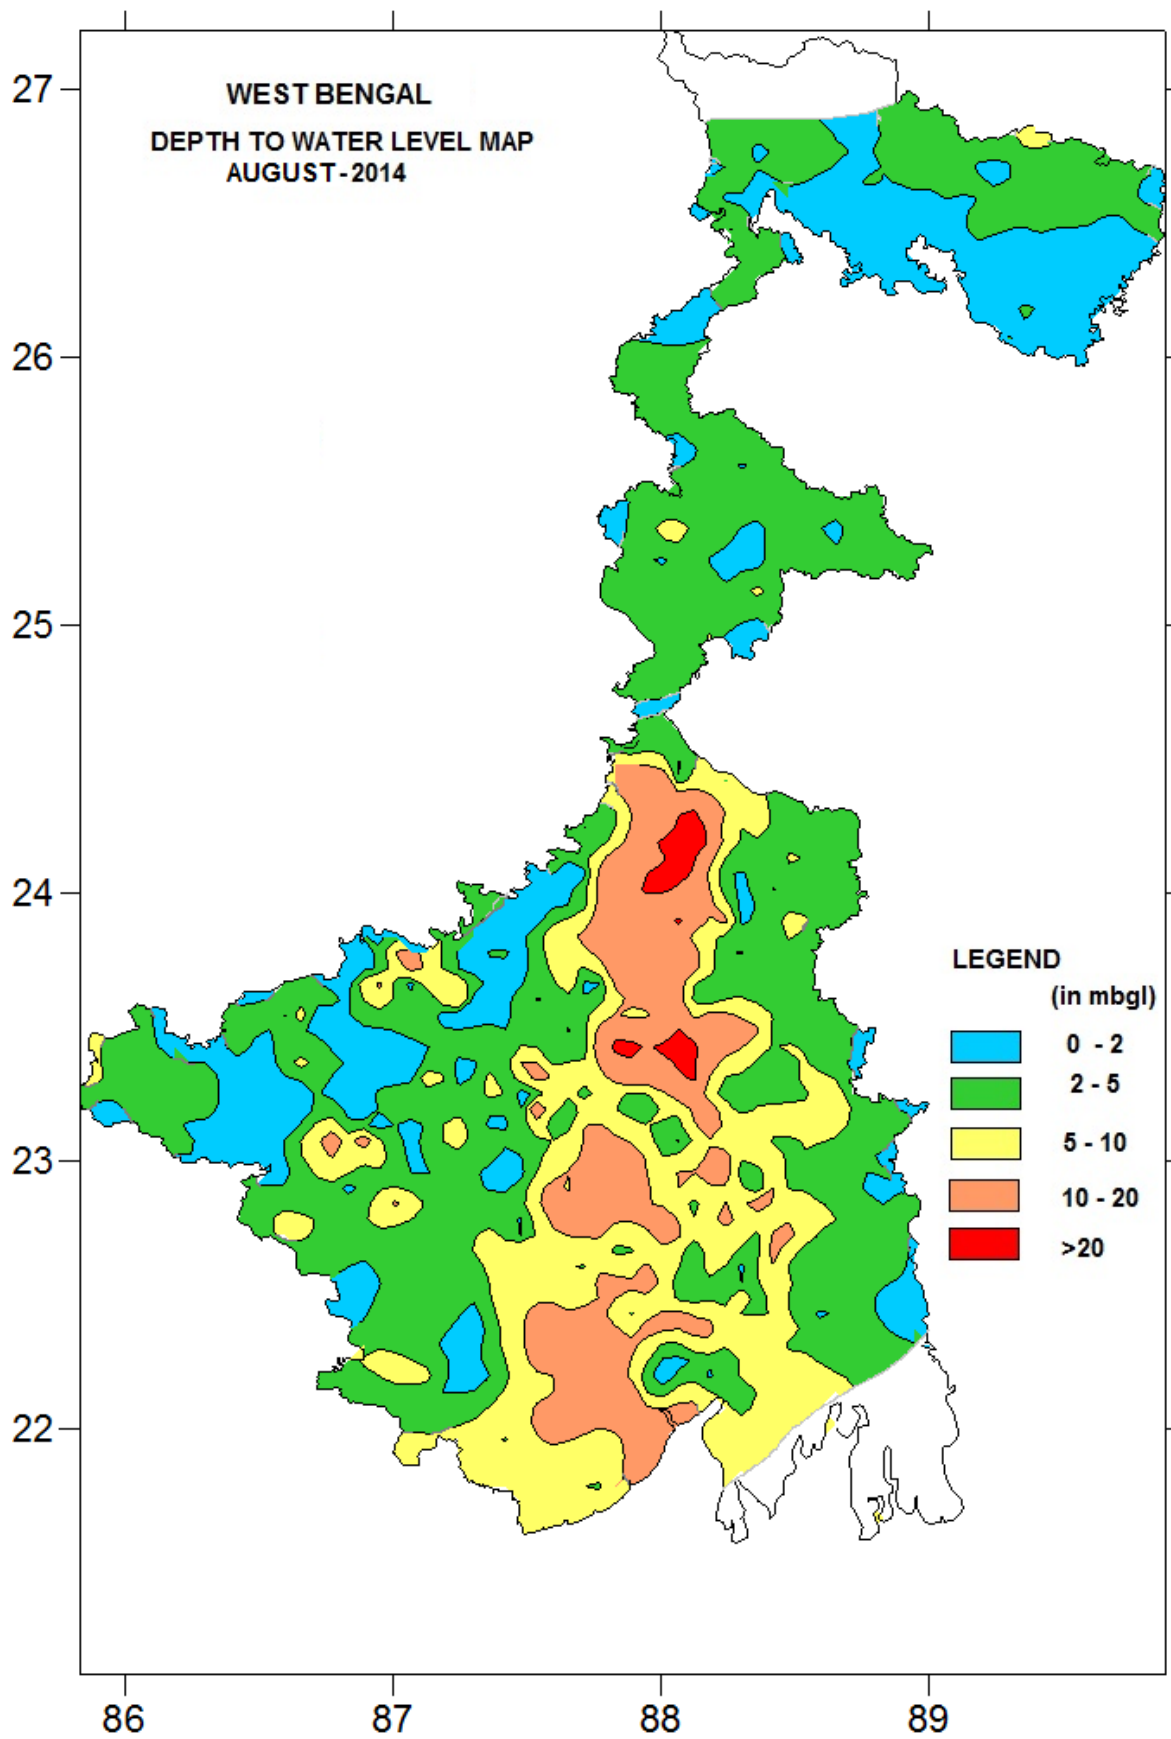 WEST BENGAL
DEPTH TO WATER LEVEL MAP
AUGUST - 2014
27
26
25
24
23
22
LEGEND
(in mbgl)
0 - 2
2 - 5
5 - 10
10 - 20
>20
86 87 88 89